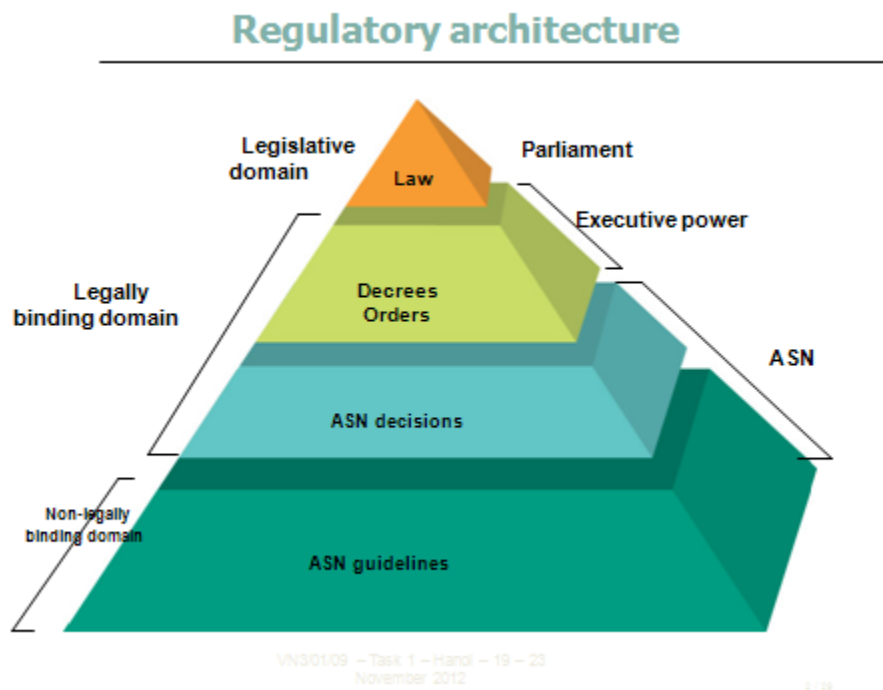 Regulatory architecture
Legislative
domain
Law
Parliament
Executive power
Legally
binding domain
Decrees
Orders
ASN
ASN decisions
Non-legally
binding domain
ASN guidelines
VN3/01/09 – Task 1 – Hanoi – 19 – 23
November 2012